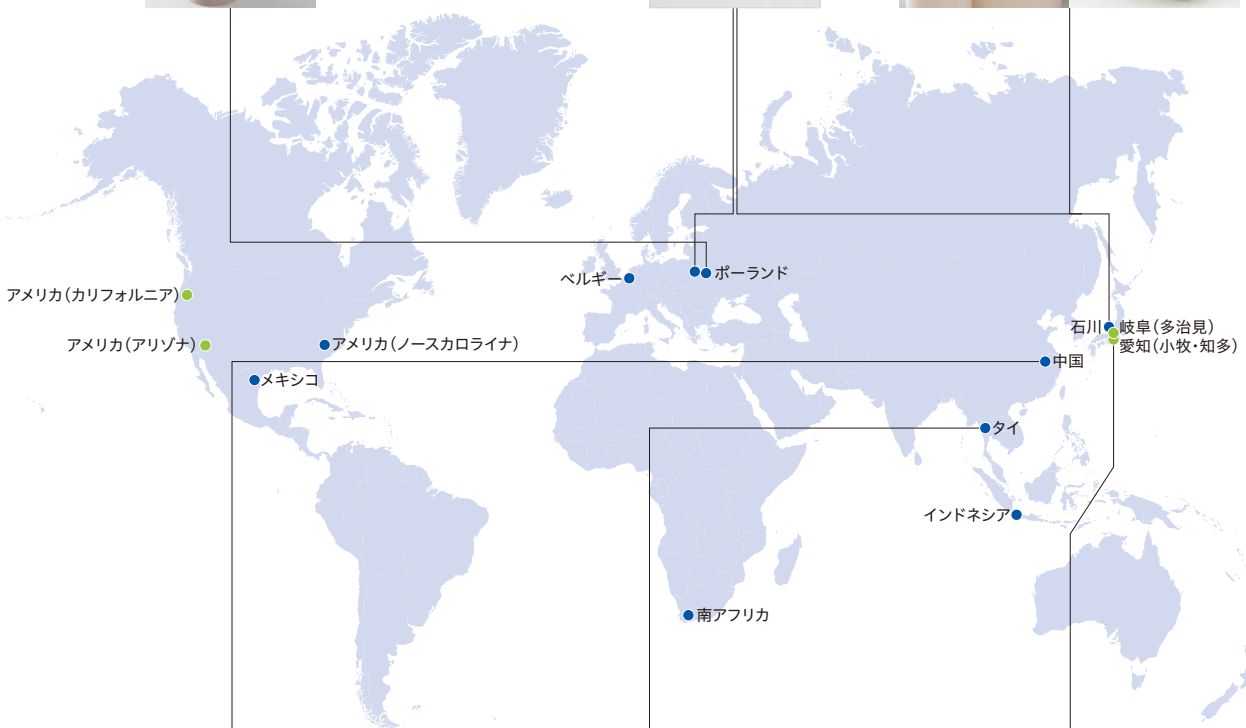 ベルギー
ポーランド
アメリカ（カリフォルニア）
石川
岐阜（多治見）
アメリカ（アリゾナ）
アメリカ（ノースカロライナ）
愛知（小牧・知多）
中国
メキシコ
タイ
インドネシア
南アフリカ